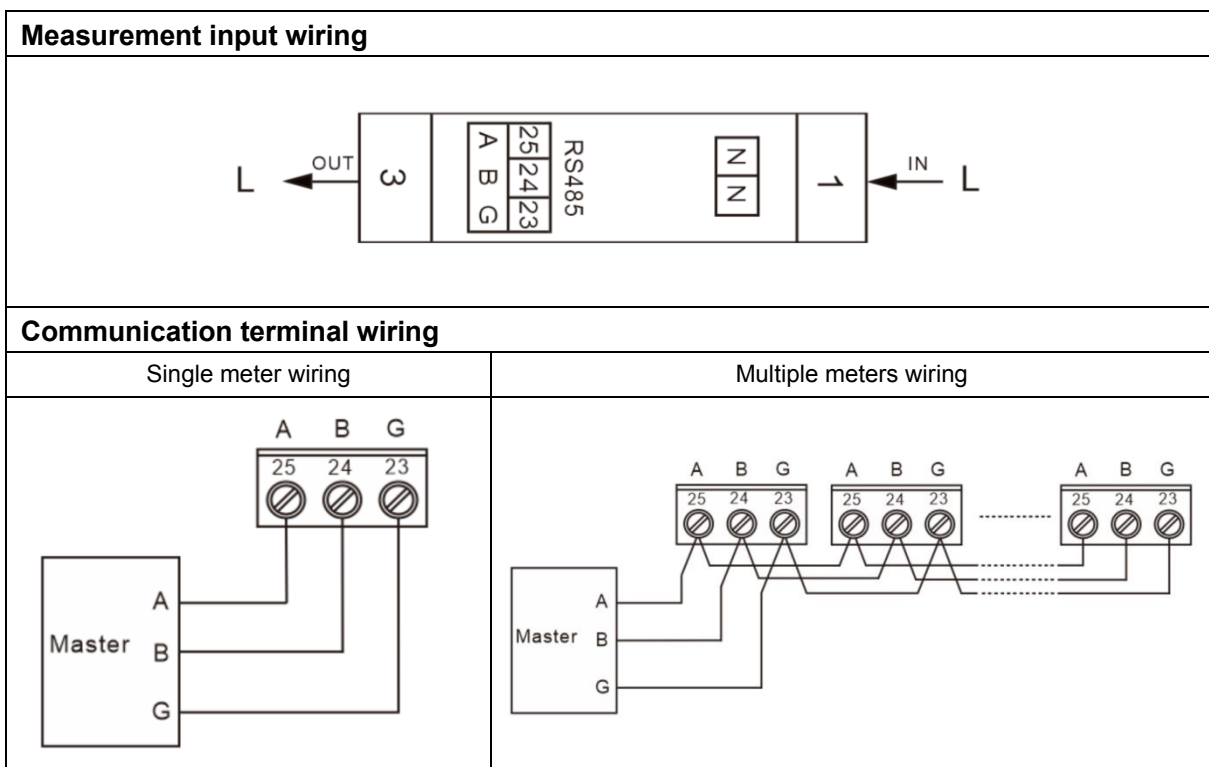 Measurement input wiring
L OUT 3 A B G 25 24 23 RS485 N N 1 IN L
Communication terminal wiring
Single meter wiring
Multiple meters wiring
A B G
25 24 23
A
Master
B
G
A B G A B G A B G
25 24 23 25 24 23 25 24 23
A
Master B
G